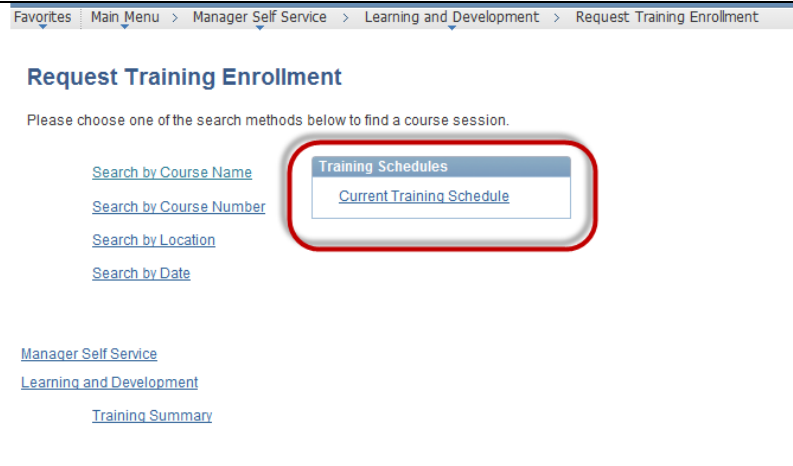 Favorites Main Menu > Manager Self Service > Learning and Development > Request Training Enrollment
Request Training Enrollment
Please choose one of the search methods below to find a course session.
Search by Course Name
Search by Course Number
Search by Location
Search by Date
Training Schedules
Current Training Schedule
Manager Self Service
Learning and Development
Training Summary